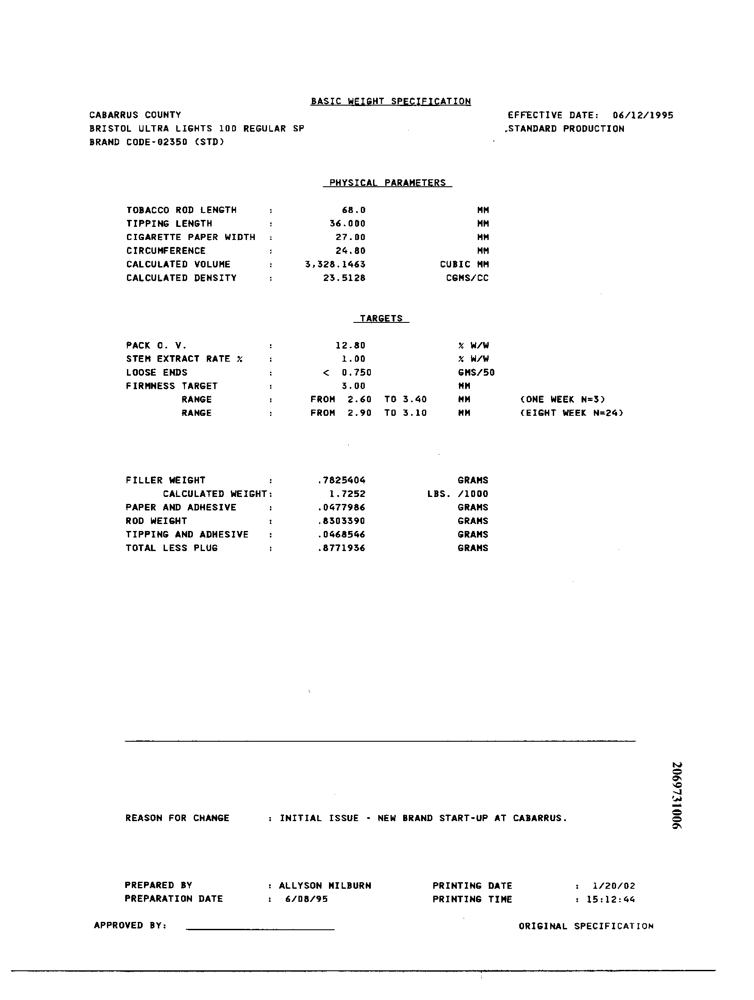 BASIC WEIGHT SPECIFICATION
CABARRUS COUNTY EFFECTIVE DATE: 06/12/1995
BRISTOL ULTRA LIGHTS 100 REGULAR SP .STANDARD PRODUCTION
BRAND CODE-02350 (STD)
PHYSICAL PARAMETERS
TOBACCO ROD LENGTH : 68.0 MM
TIPPING LENGTH : 36.000 MM
CIGARETTE PAPER WIDTH : 27.00 MM
CIRCUMFERENCE : 24.80 MM
CALCULATED VOLUME : 3,328.1463 CUBIC MM
CALCULATED DENSITY : 23.5128 CGMS/CC
TARGETS
PACK O. V. : 12.80 % W/W
STEM EXTRACT RATE % : 1.00 % W/W
LOOSE ENDS : < 0.750 GMS/50
FIRMNESS TARGET : 3.00 MM
RANGE : FROM 2.60 TO 3.40 MM (ONE WEEK N=3)
RANGE : FROM 2.90 TO 3.10 MM (EIGHT WEEK N=24)
FILLER WEIGHT : .7825404 GRAMS
CALCULATED WEIGHT: 1.7252 LBS. /1000
PAPER AND ADHESIVE : .0477986 GRAMS
ROD WEIGHT : .8303390 GRAMS
TIPPING AND ADHESIVE : .0468546 GRAMS
TOTAL LESS PLUG : .8771936 GRAMS
2069731006
REASON FOR CHANGE : INITIAL ISSUE - NEW BRAND START-UP AT CABARRUS.
PREPARED BY : ALLYSON MILBURN PRINTING DATE : 1/20/02
PREPARATION DATE : 6/08/95 PRINTING TIME : 15:12:44
APPROVED BY: ORIGINAL SPECIFICATION